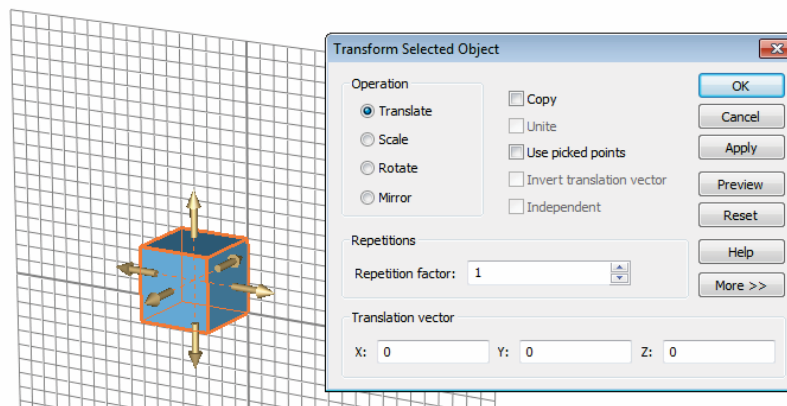 Transform Selected Object
Operation
Translate
Scale
Rotate
Mirror
Copy
Unite
Use picked points
Invert translation vector
Independent
OK
Cancel
Apply
Preview
Reset
Help
More >>
Repetitions
Repetition factor: 1
Translation vector
X: 0 Y: 0 Z: 0